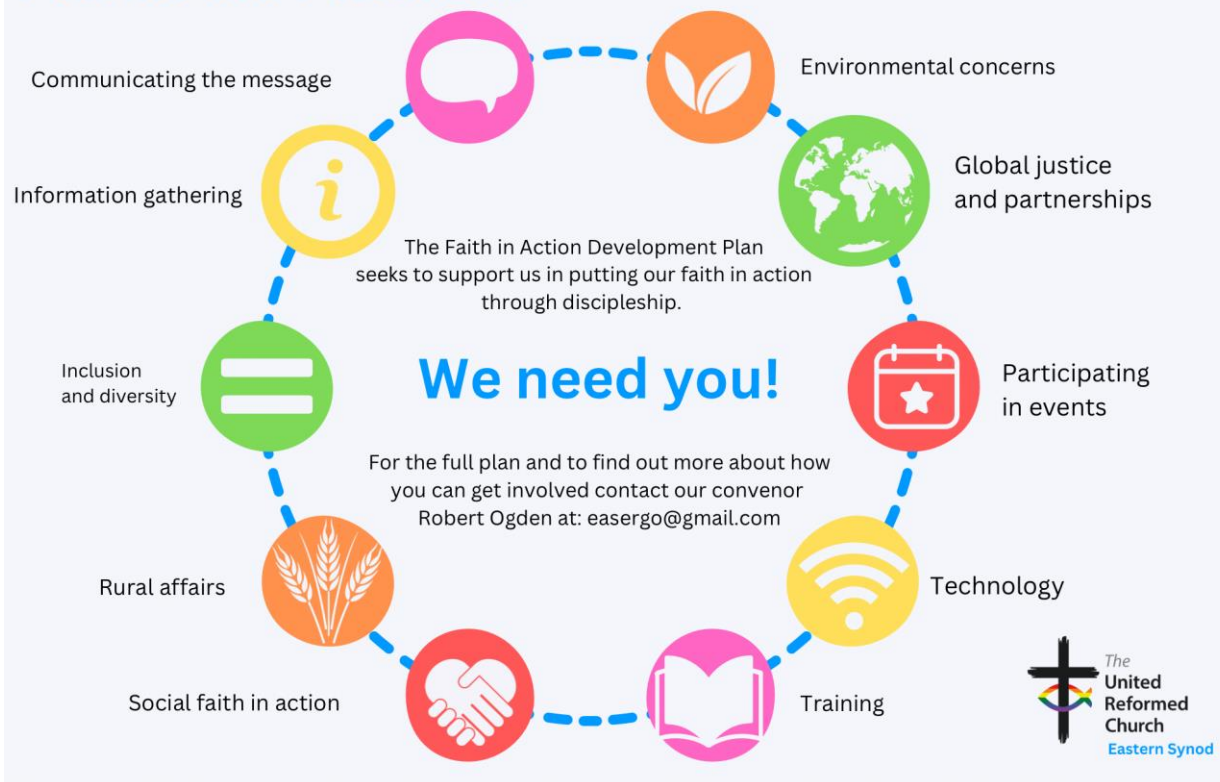 Communicating the message
Environmental concerns
Information gathering
i
Global justice
and partnerships
The Faith in Action Development Plan
seeks to support us in putting our faith in action
through discipleship.
Inclusion
and diversity
We need you!
Participating
in events
For the full plan and to find out more about how
you can get involved contact our convenor
Robert Ogden at: easergo@gmail.com
Rural affairs
Technology
Social faith in action
Training
The
United
Reformed
Church
Eastern Synod